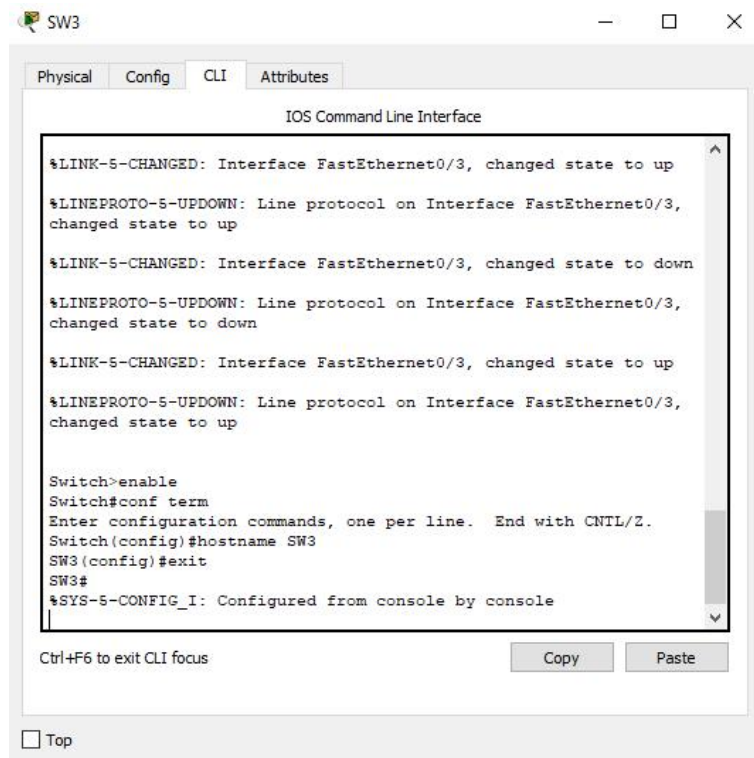 SW3
Physical Config CLI Attributes
IOS Command Line Interface
%LINK-5-CHANGED: Interface FastEthernet0/3, changed state to up
%LINEPROTO-5-UPDOWN: Line protocol on Interface FastEthernet0/3,
changed state to up
%LINK-5-CHANGED: Interface FastEthernet0/3, changed state to down
%LINEPROTO-5-UPDOWN: Line protocol on Interface FastEthernet0/3,
changed state to down
%LINK-5-CHANGED: Interface FastEthernet0/3, changed state to up
%LINEPROTO-5-UPDOWN: Line protocol on Interface FastEthernet0/3,
changed state to up
Switch>enable
Switch#conf term
Enter configuration commands, one per line.  End with CNTL/Z.
Switch(config)#hostname SW3
SW3(config)#exit
SW3#
%SYS-5-CONFIG_I: Configured from console by console
Ctrl+F6 to exit CLI focus
Copy Paste
Top